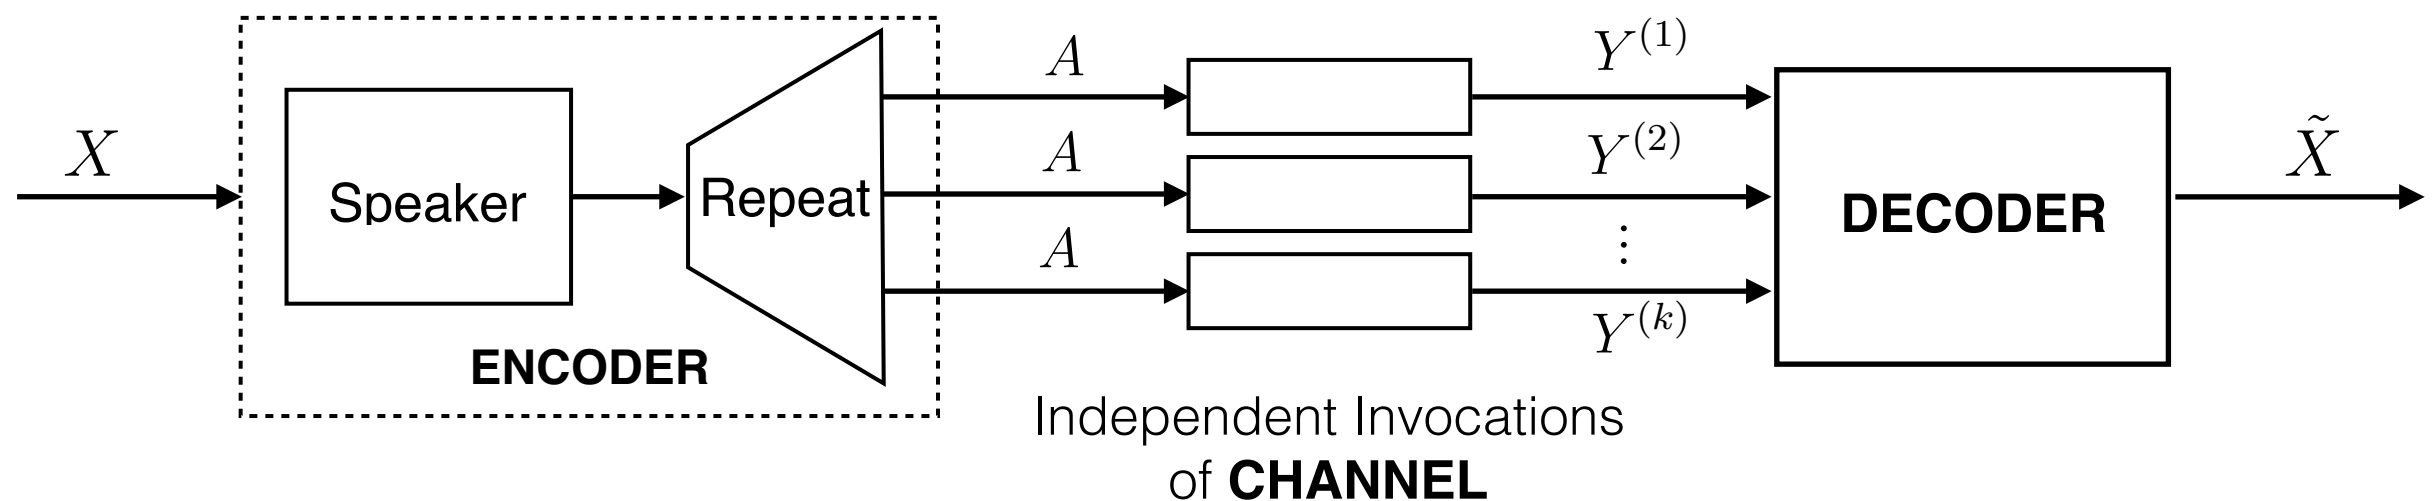 X
Speaker
Repeat
ENCODER
A
A
A
Y^{(1)}
Y^{(2)}
⋮
Y^{(k)}
Independent Invocations
of CHANNEL
DECODER
X̃